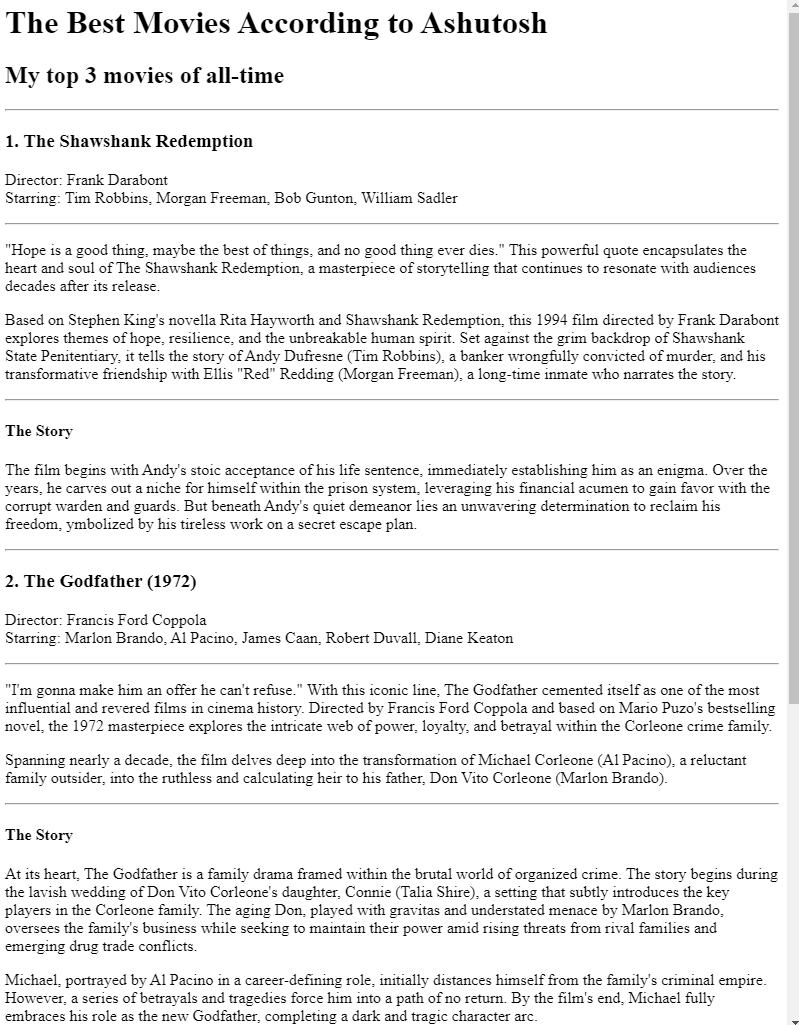 The Best Movies According to Ashutosh
My top 3 movies of all-time
1. The Shawshank Redemption
Director: Frank Darabont
Starring: Tim Robbins, Morgan Freeman, Bob Gunton, William Sadler
"Hope is a good thing, maybe the best of things, and no good thing ever dies." This powerful quote encapsulates the
heart and soul of The Shawshank Redemption, a masterpiece of storytelling that continues to resonate with audiences
decades after its release.
Based on Stephen King's novella Rita Hayworth and Shawshank Redemption, this 1994 film directed by Frank Darabont
explores themes of hope, resilience, and the unbreakable human spirit. Set against the grim backdrop of Shawshank
State Penitentiary, it tells the story of Andy Dufresne (Tim Robbins), a banker wrongfully convicted of murder, and his
transformative friendship with Ellis "Red" Redding (Morgan Freeman), a long-time inmate who narrates the story.
The Story
The film begins with Andy's stoic acceptance of his life sentence, immediately establishing him as an enigma. Over the
years, he carves out a niche for himself within the prison system, leveraging his financial acumen to gain favor with the
corrupt warden and guards. But beneath Andy's quiet demeanor lies an unwavering determination to reclaim his
freedom, ymbolized by his tireless work on a secret escape plan.
2. The Godfather (1972)
Director: Francis Ford Coppola
Starring: Marlon Brando, Al Pacino, James Caan, Robert Duvall, Diane Keaton
"I'm gonna make him an offer he can't refuse." With this iconic line, The Godfather cemented itself as one of the most
influential and revered films in cinema history. Directed by Francis Ford Coppola and based on Mario Puzo's bestselling
novel, the 1972 masterpiece explores the intricate web of power, loyalty, and betrayal within the Corleone crime family.
Spanning nearly a decade, the film delves deep into the transformation of Michael Corleone (Al Pacino), a reluctant
family outsider, into the ruthless and calculating heir to his father, Don Vito Corleone (Marlon Brando).
The Story
At its heart, The Godfather is a family drama framed within the brutal world of organized crime. The story begins during
the lavish wedding of Don Vito Corleone's daughter, Connie (Talia Shire), a setting that subtly introduces the key
players in the Corleone family. The aging Don, played with gravitas and understated menace by Marlon Brando,
oversees the family's business while seeking to maintain their power amid rising threats from rival families and
emerging drug trade conflicts.
Michael, portrayed by Al Pacino in a career-defining role, initially distances himself from the family's criminal empire.
However, a series of betrayals and tragedies force him into a path of no return. By the film's end, Michael fully
embraces his role as the new Godfather, completing a dark and tragic character arc.